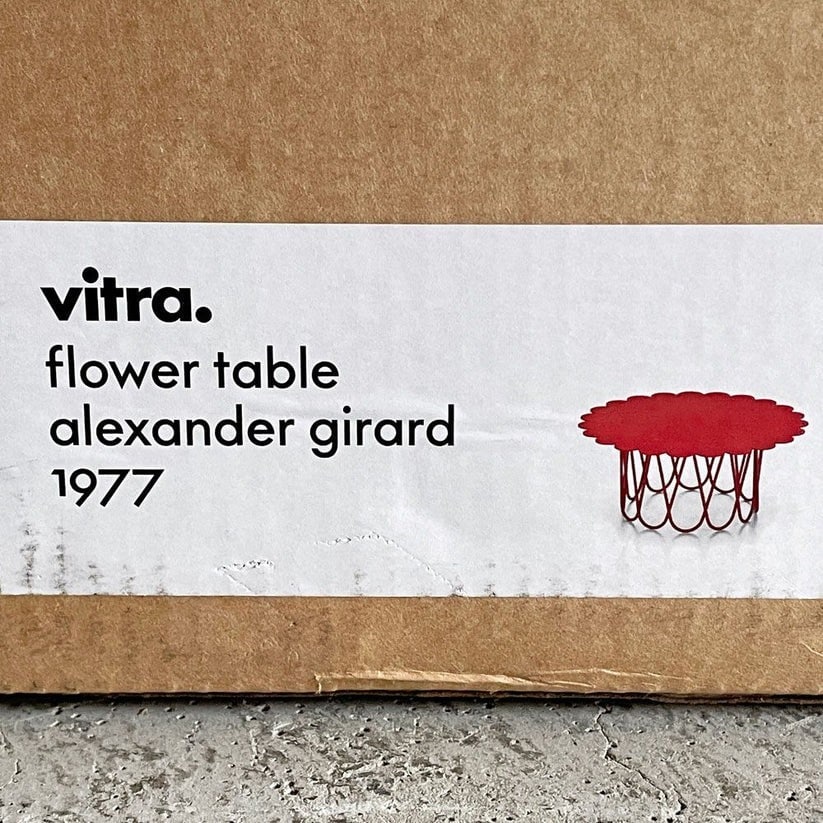 vitra.
flower table
alexander girard
1977